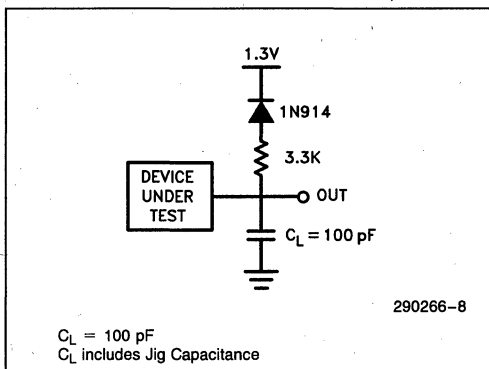 1.3V
1N914
3.3K
DEVICE
UNDER
TEST
OUT
C_L = 100 pF
290266-8
C_L = 100 pF
C_L includes Jig Capacitance